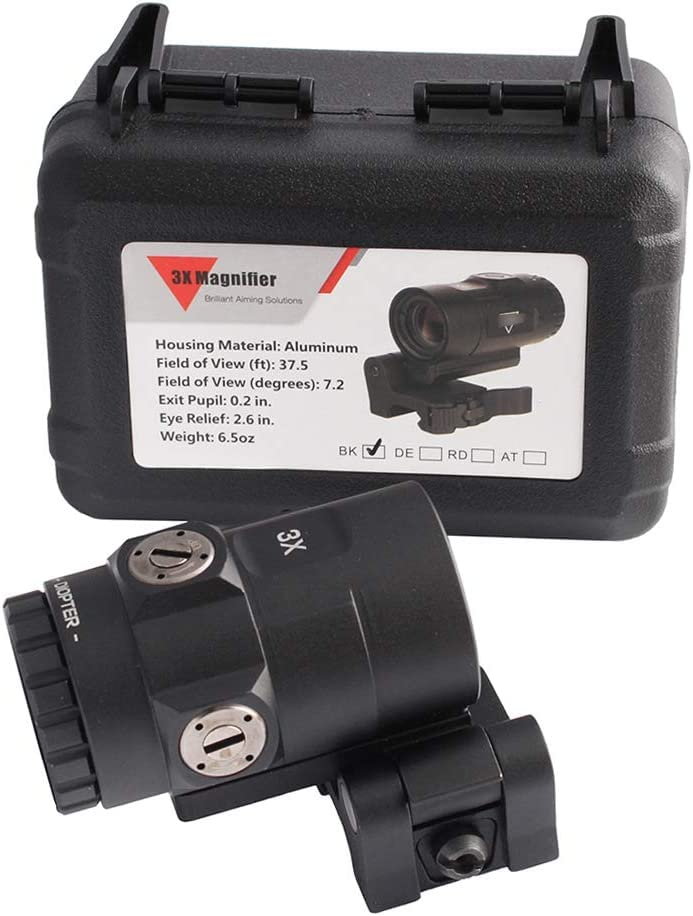 3X Magnifier
Brilliant Aiming Solutions
Housing Material: Aluminum
Field of View (ft): 37.5
Field of View (degrees): 7.2
Exit Pupil: 0.2 in.
Eye Relief: 2.6 in.
Weight: 6.5oz
BK DE RD AT
3X
- DIOPTER -